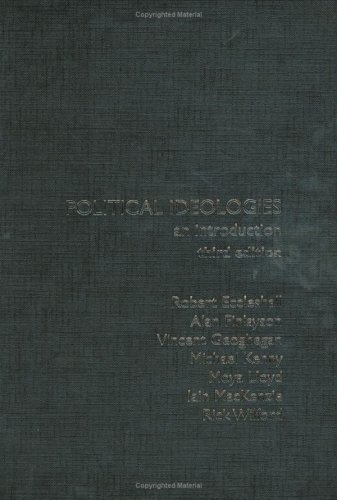 Copyrighted Material
POLITICAL IDEOLOGIES
an introduction
third edition
Robert Eccleshall
Alan Finlayson
Vincent Geoghegan
Michael Kenny
Moya Lloyd
Iain MacKenzie
Rick Wilford
Copyrighted Material